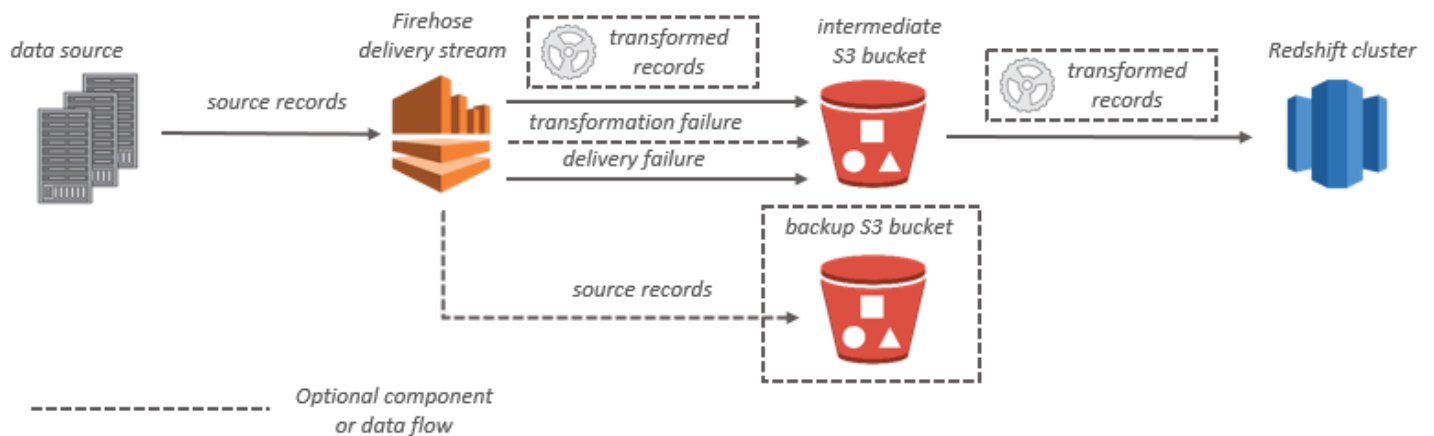 data source
source records
Firehose
delivery stream
transformed
records
transformation failure
delivery failure
intermediate
S3 bucket
transformed
records
Redshift cluster
backup S3 bucket
source records
Optional component
or data flow